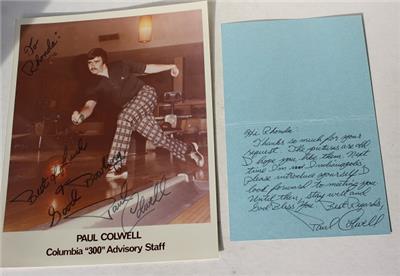 To
Rhonda:
Best of Luck
&
Good Bowling
Paul Colwell
PAUL COLWELL
Columbia "300" Advisory Staff
Hi Rhonda,
Thanks so much for your
request. The pictures are old
I hope you like them. Next
time I'm in Indianapolis
Please introduce yourself. I
look forward to meeting you.
Until then, stay well and
God Bless You. Best Regards,
Paul Colwell